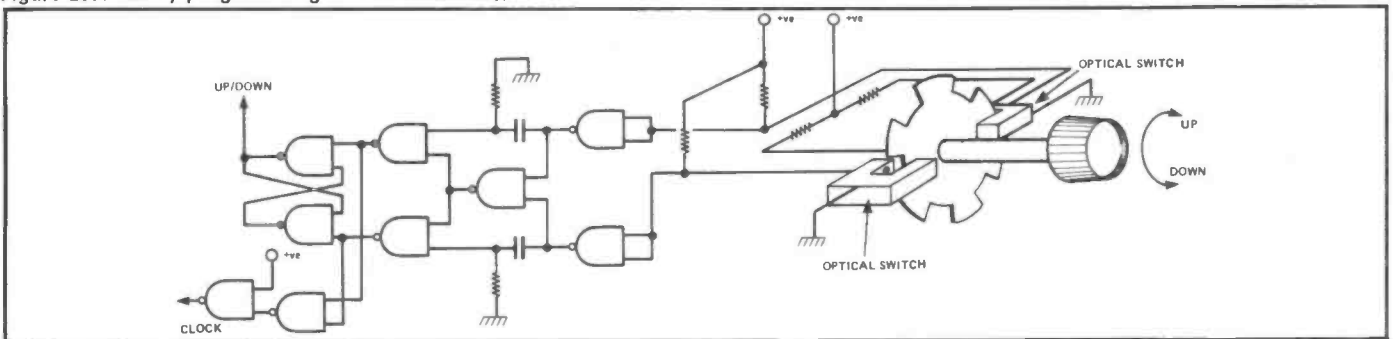 +ve
+ve
OPTICAL SWITCH
UP/DOWN
UP
DOWN
+ve
OPTICAL SWITCH
CLOCK